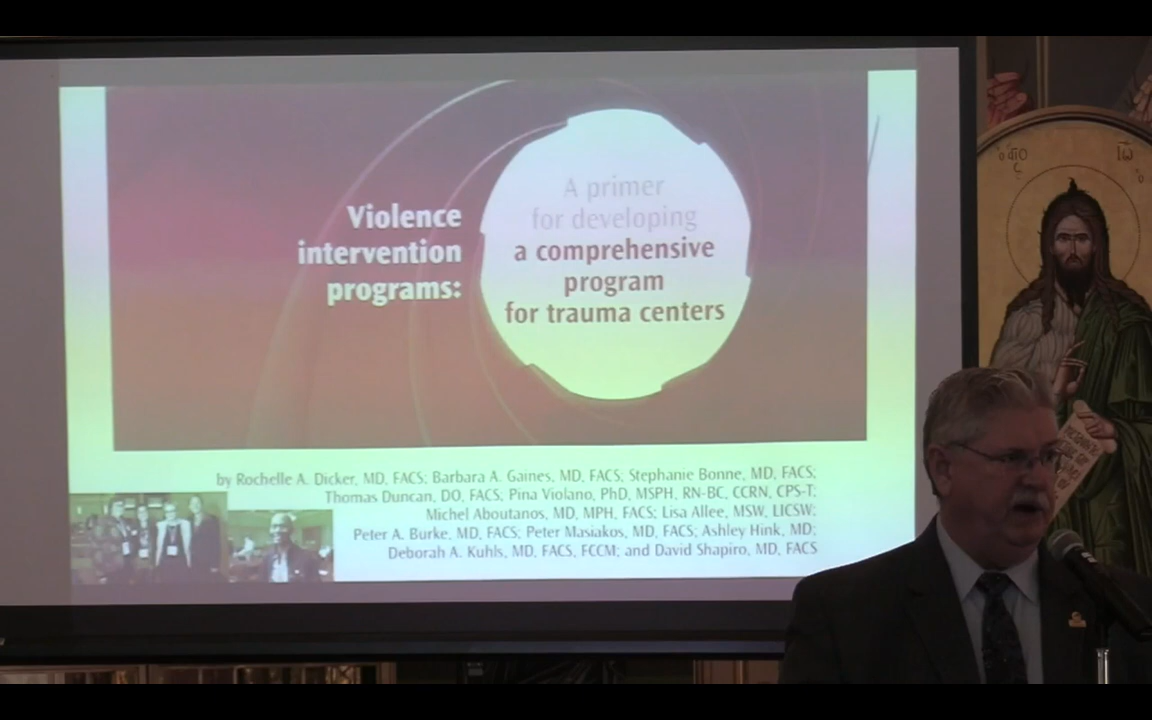 Violence
intervention
programs:
A primer
for developing
a comprehensive
program
for trauma centers
by Rochelle A. Dicker, MD, FACS; Barbara A. Gaines, MD, FACS; Stephanie Bonne, MD, FACS;
Thomas Duncan, DO, FACS; Pina Violano, PhD, MSPH, RN-BC, CCRN, CPS-T;
Michel Aboutanos, MD, MPH, FACS; Lisa Allee, MSW, LICSW;
Peter A. Burke, MD, FACS; Peter Masiakos, MD, FACS; Ashley Hink, MD;
Deborah A. Kuhls, MD, FACS, FCCM; and David Shapiro, MD, FACS